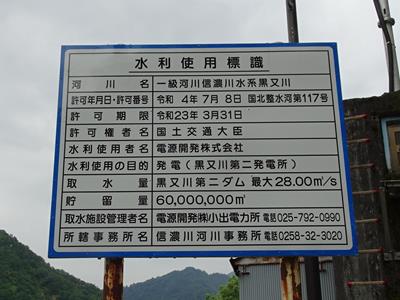 水利使用標識
河川名 一級河川信濃川水系黒又川
許可年月日・許可番号 令和 4年 7月 8日 国北整水河第117号
許可期限 令和23年 3月31日
許可権者名 国土交通大臣
水利使用者名 電源開発株式会社
水利使用の目的 発電(黒又川第二発電所)
取水量 黒又川第二ダム 最大28.00㎥/s
貯留量 60,000,000㎥
取水施設管理者名 電源開発㈱小出電力所 電話025-792-0990
所轄事務所名 信濃川河川事務所 電話0258-32-3020